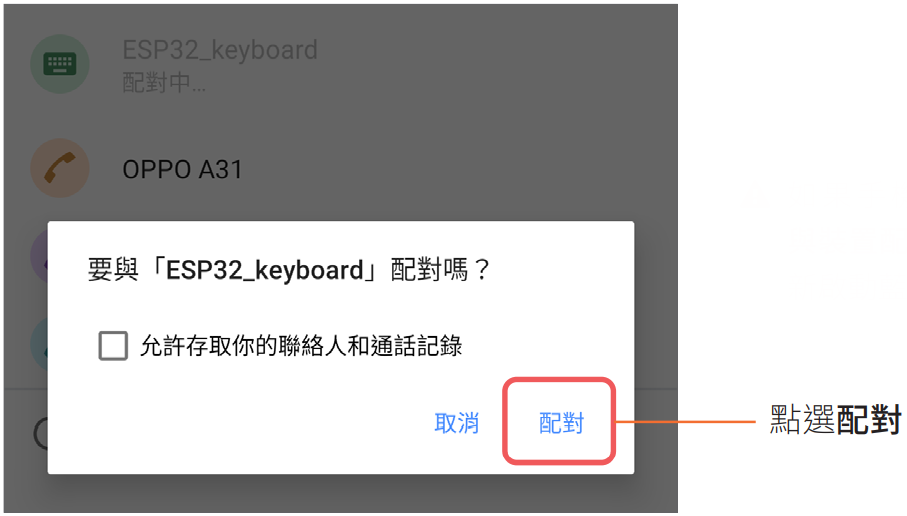 ESP32_keyboard
配對中...
OPPO A31
要與「ESP32_keyboard」配對嗎？
允許存取你的聯絡人和通話記錄
取消
配對
點選配對